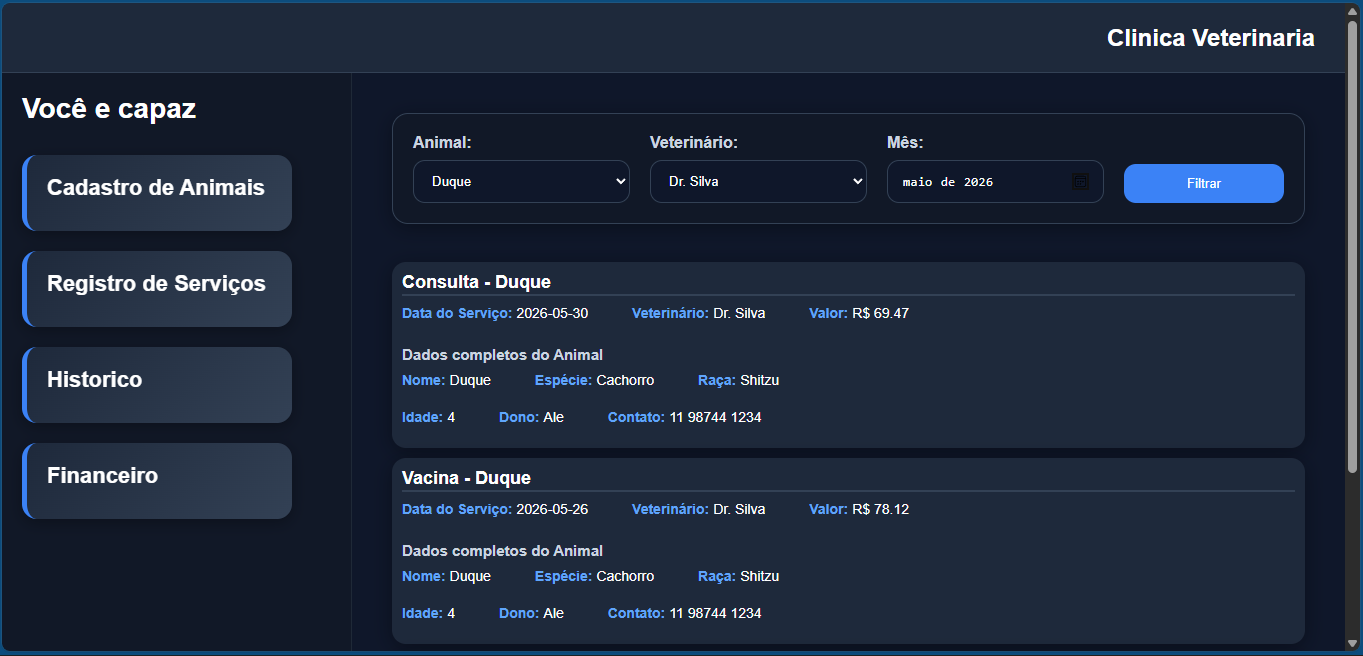 Clinica Veterinaria
Você e capaz
Cadastro de Animais
Registro de Serviços
Historico
Financeiro
Animal: Veterinário: Mês:
Duque Dr. Silva maio de 2026 Filtrar
Consulta - Duque
Data do Serviço: 2026-05-30 Veterinário: Dr. Silva Valor: R$ 69.47
Dados completos do Animal
Nome: Duque Espécie: Cachorro Raça: Shitzu
Idade: 4 Dono: Ale Contato: 11 98744 1234
Vacina - Duque
Data do Serviço: 2026-05-26 Veterinário: Dr. Silva Valor: R$ 78.12
Dados completos do Animal
Nome: Duque Espécie: Cachorro Raça: Shitzu
Idade: 4 Dono: Ale Contato: 11 98744 1234